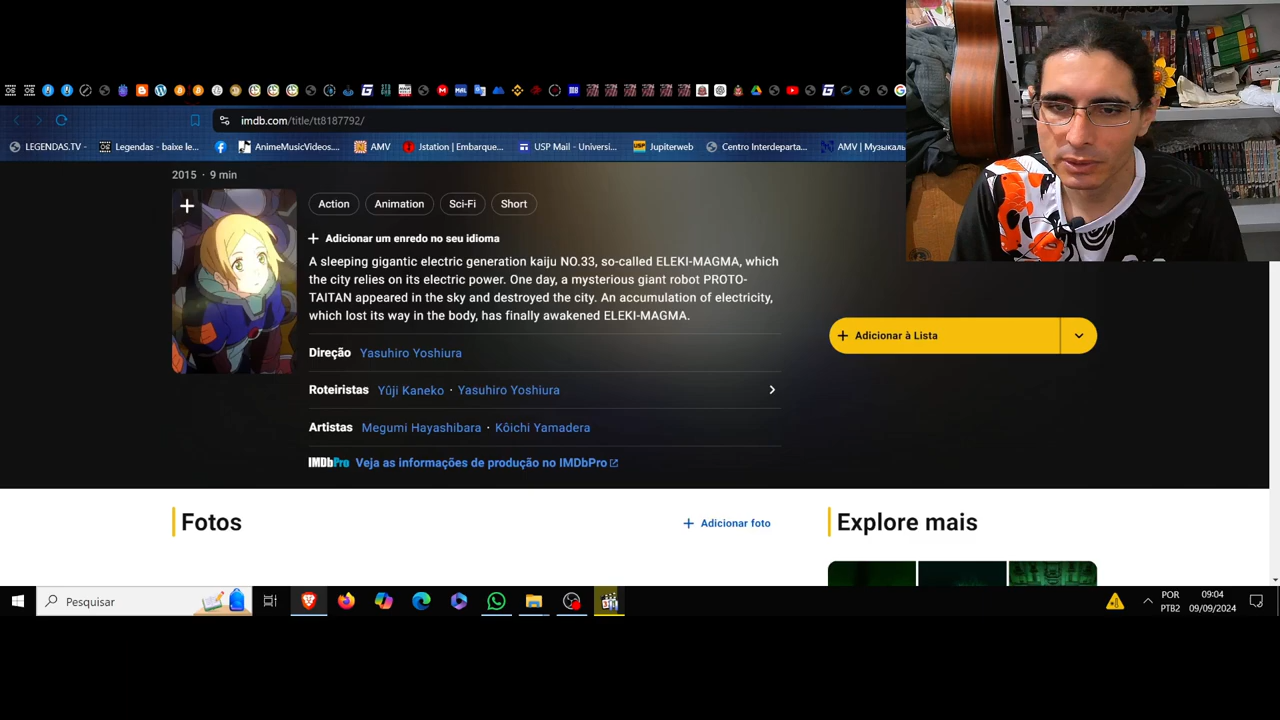 imdb.com/title/tt8187792/
LEGENDAS.TV - Legendas - baixe le... AnimeMusicVideos.... AMV Jstation | Embarque... USP Mail - Universi... Jupiterweb Centro Interdeparta... AMV | Музыкаль
2015 · 9 min
Action Animation Sci-Fi Short
Adicionar um enredo no seu idioma
A sleeping gigantic electric generation kaiju NO.33, so-called ELEKI-MAGMA, which
the city relies on its electric power. One day, a mysterious giant robot PROTO-
TAITAN appeared in the sky and destroyed the city. An accumulation of electricity,
which lost its way in the body, has finally awakened ELEKI-MAGMA.
Adicionar à Lista
Direção Yasuhiro Yoshiura
Roteiristas Yûji Kaneko · Yasuhiro Yoshiura
Artistas Megumi Hayashibara · Kôichi Yamadera
IMDbPro Veja as informações de produção no IMDbPro
Fotos
Adicionar foto
Explore mais
Pesquisar
POR
PTB2
09:04
09/09/2024